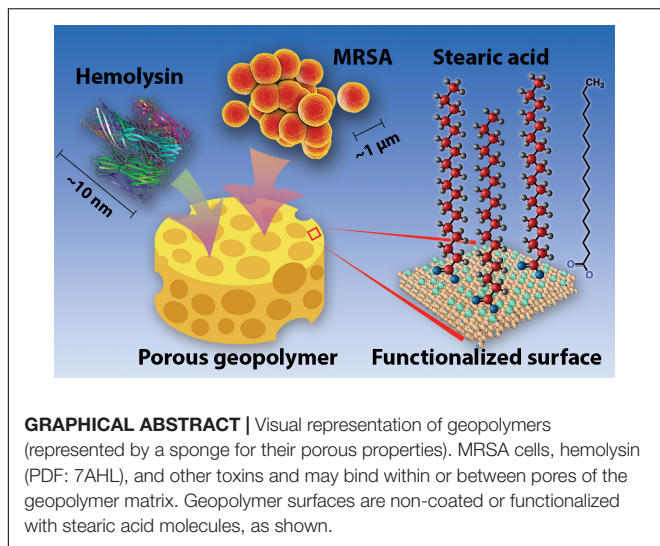 Hemolysin
MRSA
Stearic acid
CH₃
~10 nm
~1 µm
O
O
Porous geopolymer
Functionalized surface
GRAPHICAL ABSTRACT | Visual representation of geopolymers
(represented by a sponge for their porous properties). MRSA cells, hemolysin
(PDF: 7AHL), and other toxins and may bind within or between pores of the
geopolymer matrix. Geopolymer surfaces are non-coated or functionalized
with stearic acid molecules, as shown.